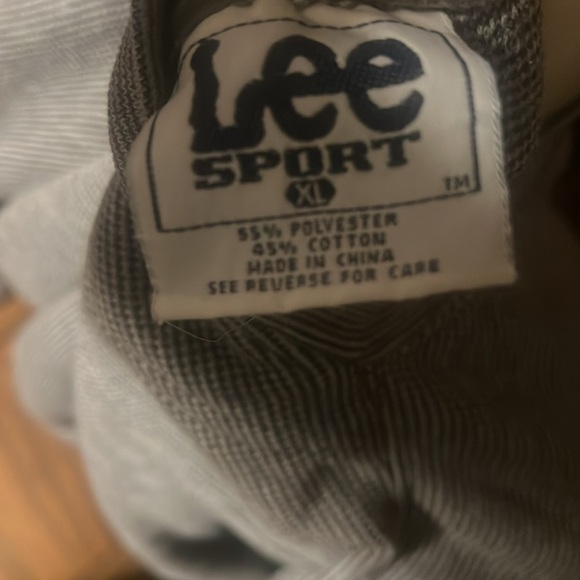 Lee
SPORT
XL
TM
55% POLYESTER
45% COTTON
MADE IN CHINA
SEE REVERSE FOR CARE